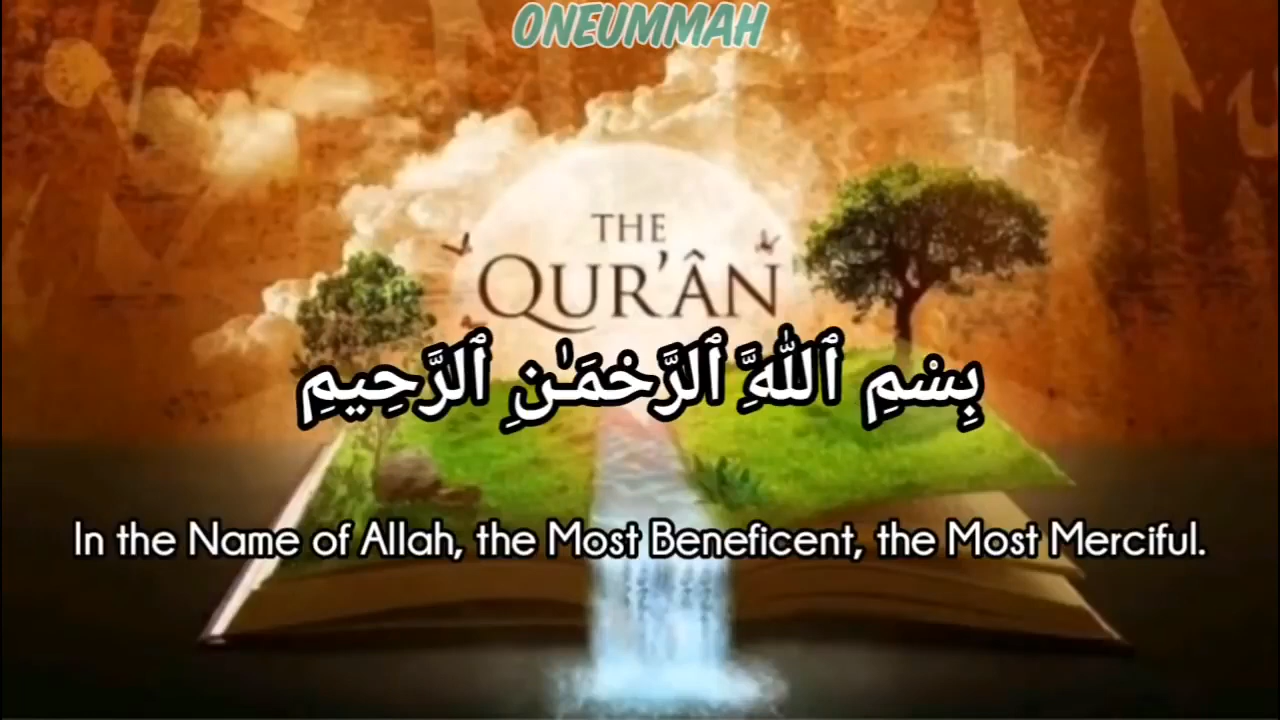 ONEUMMAH
THE
QUR'ÂN
بِسْمِ ٱللَّهَِ ٱلرَّحْمَـٰنِ ٱلرَّحِيمِ
In the Name of Allah, the Most Beneficent, the Most Merciful.